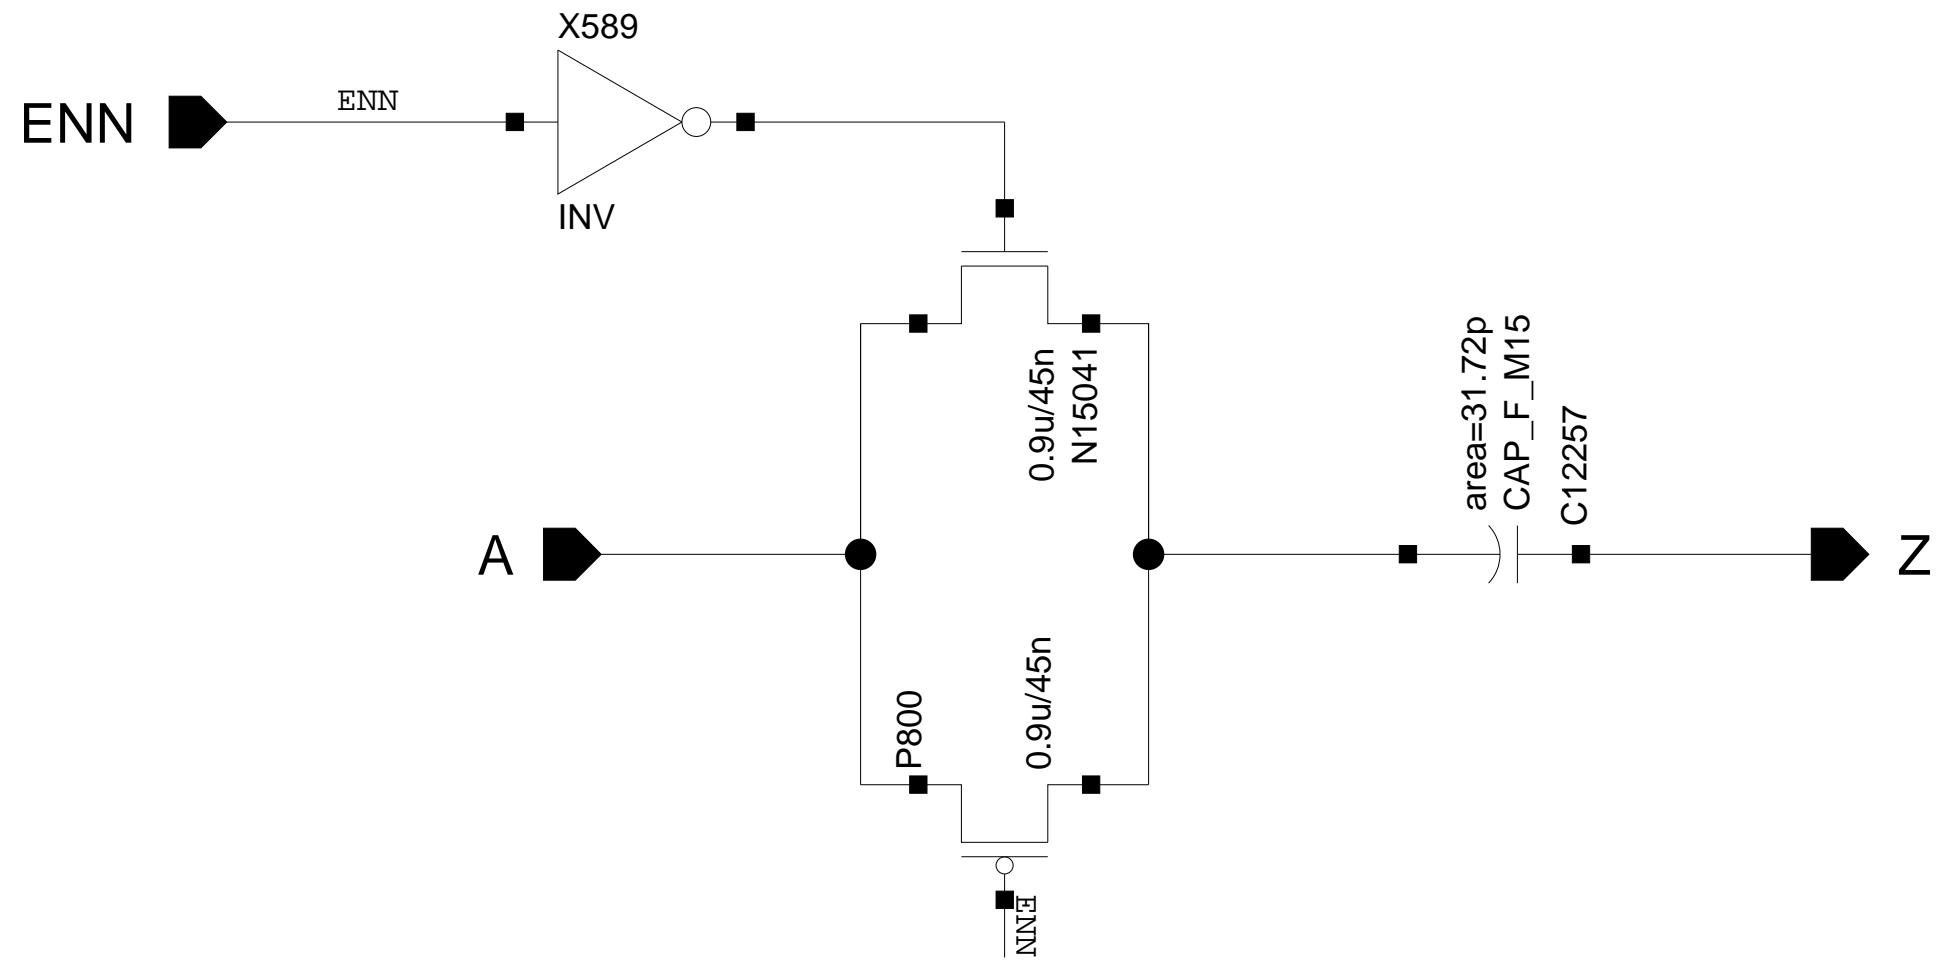 X589
ENN
ENN
INV
0.9u/45n
N15041
area=31.72p
CAP_F_M15
C12257
A
Z
P800
0.9u/45n
ENN